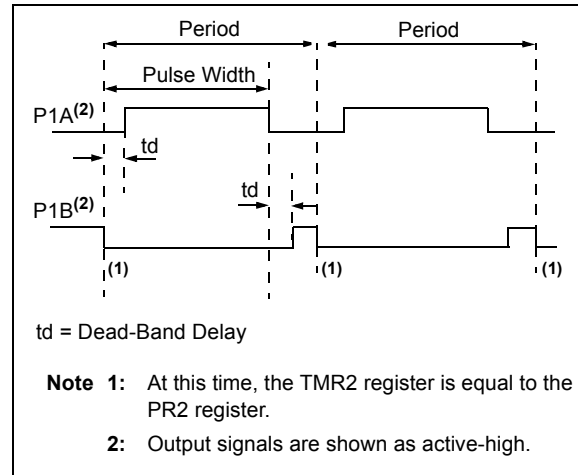 Period Period
Pulse Width
P1A(2)
td
td
P1B(2)
(1) (1) (1)
td = Dead-Band Delay
Note 1: At this time, the TMR2 register is equal to the
PR2 register.
2: Output signals are shown as active-high.